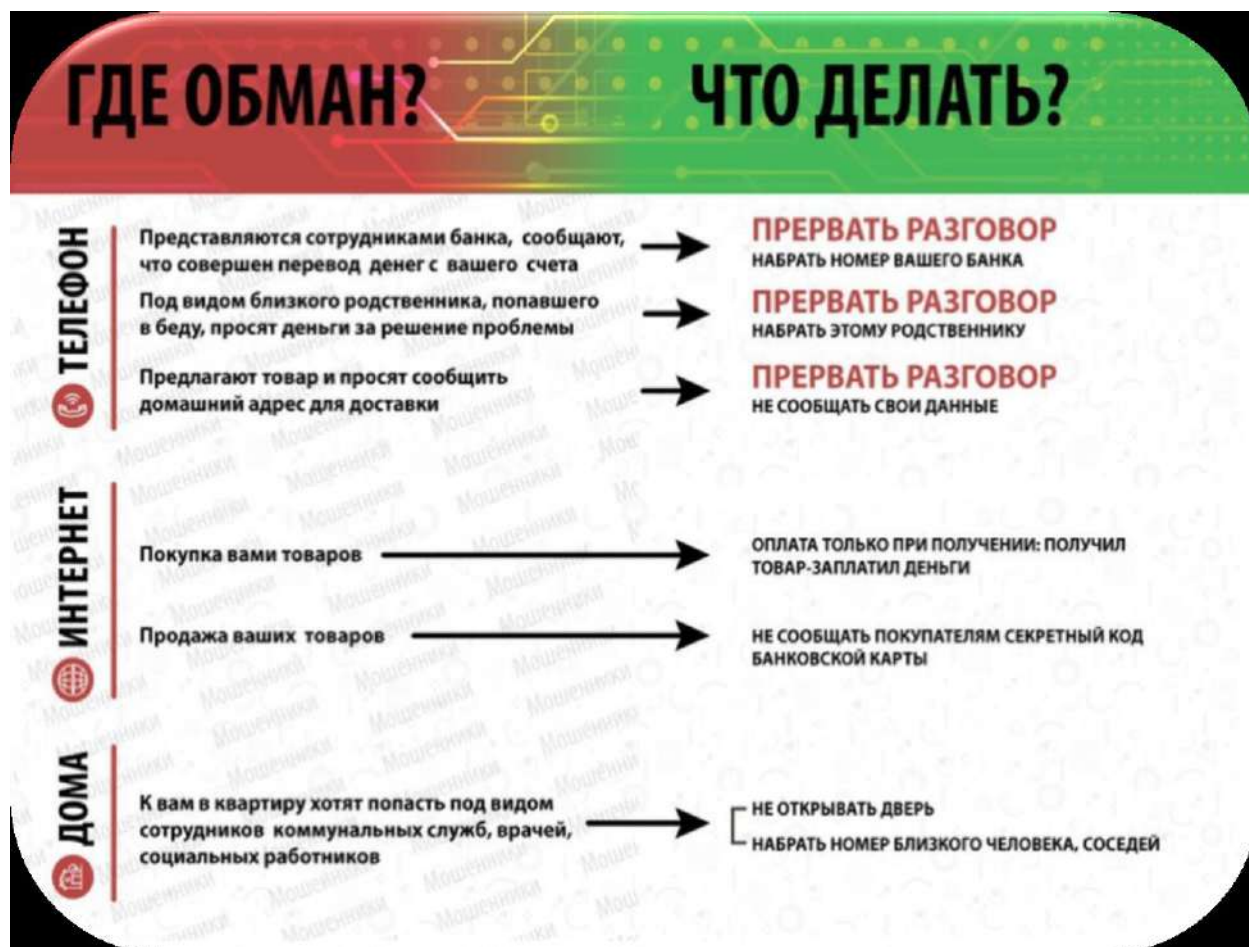 ГДЕ ОБМАН?
ЧТО ДЕЛАТЬ?
ТЕЛЕФОН
Представляются сотрудниками банка, сообщают,
что совершен перевод денег с вашего счета
ПРЕРВАТЬ РАЗГОВОР
НАБРАТЬ НОМЕР ВАШЕГО БАНКА
Под видом близкого родственника, попавшего
в беду, просят деньги за решение проблемы
ПРЕРВАТЬ РАЗГОВОР
НАБРАТЬ ЭТОМУ РОДСТВЕННИКУ
Предлагают товар и просят сообщить
домашний адрес для доставки
ПРЕРВАТЬ РАЗГОВОР
НЕ СООБЩАТЬ СВОИ ДАННЫЕ
ИНТЕРНЕТ
Покупка вами товаров
ОПЛАТА ТОЛЬКО ПРИ ПОЛУЧЕНИИ: ПОЛУЧИЛ
ТОВАР-ЗАПЛАТИЛ ДЕНЬГИ
Продажа ваших товаров
НЕ СООБЩАТЬ ПОКУПАТЕЛЯМ СЕКРЕТНЫЙ КОД
БАНКОВСКОЙ КАРТЫ
ДОМА
К вам в квартиру хотят попасть под видом
сотрудников коммунальных служб, врачей,
социальных работников
НЕ ОТКРЫВАТЬ ДВЕРЬ
НАБРАТЬ НОМЕР БЛИЗКОГО ЧЕЛОВЕКА, СОСЕДЕЙ